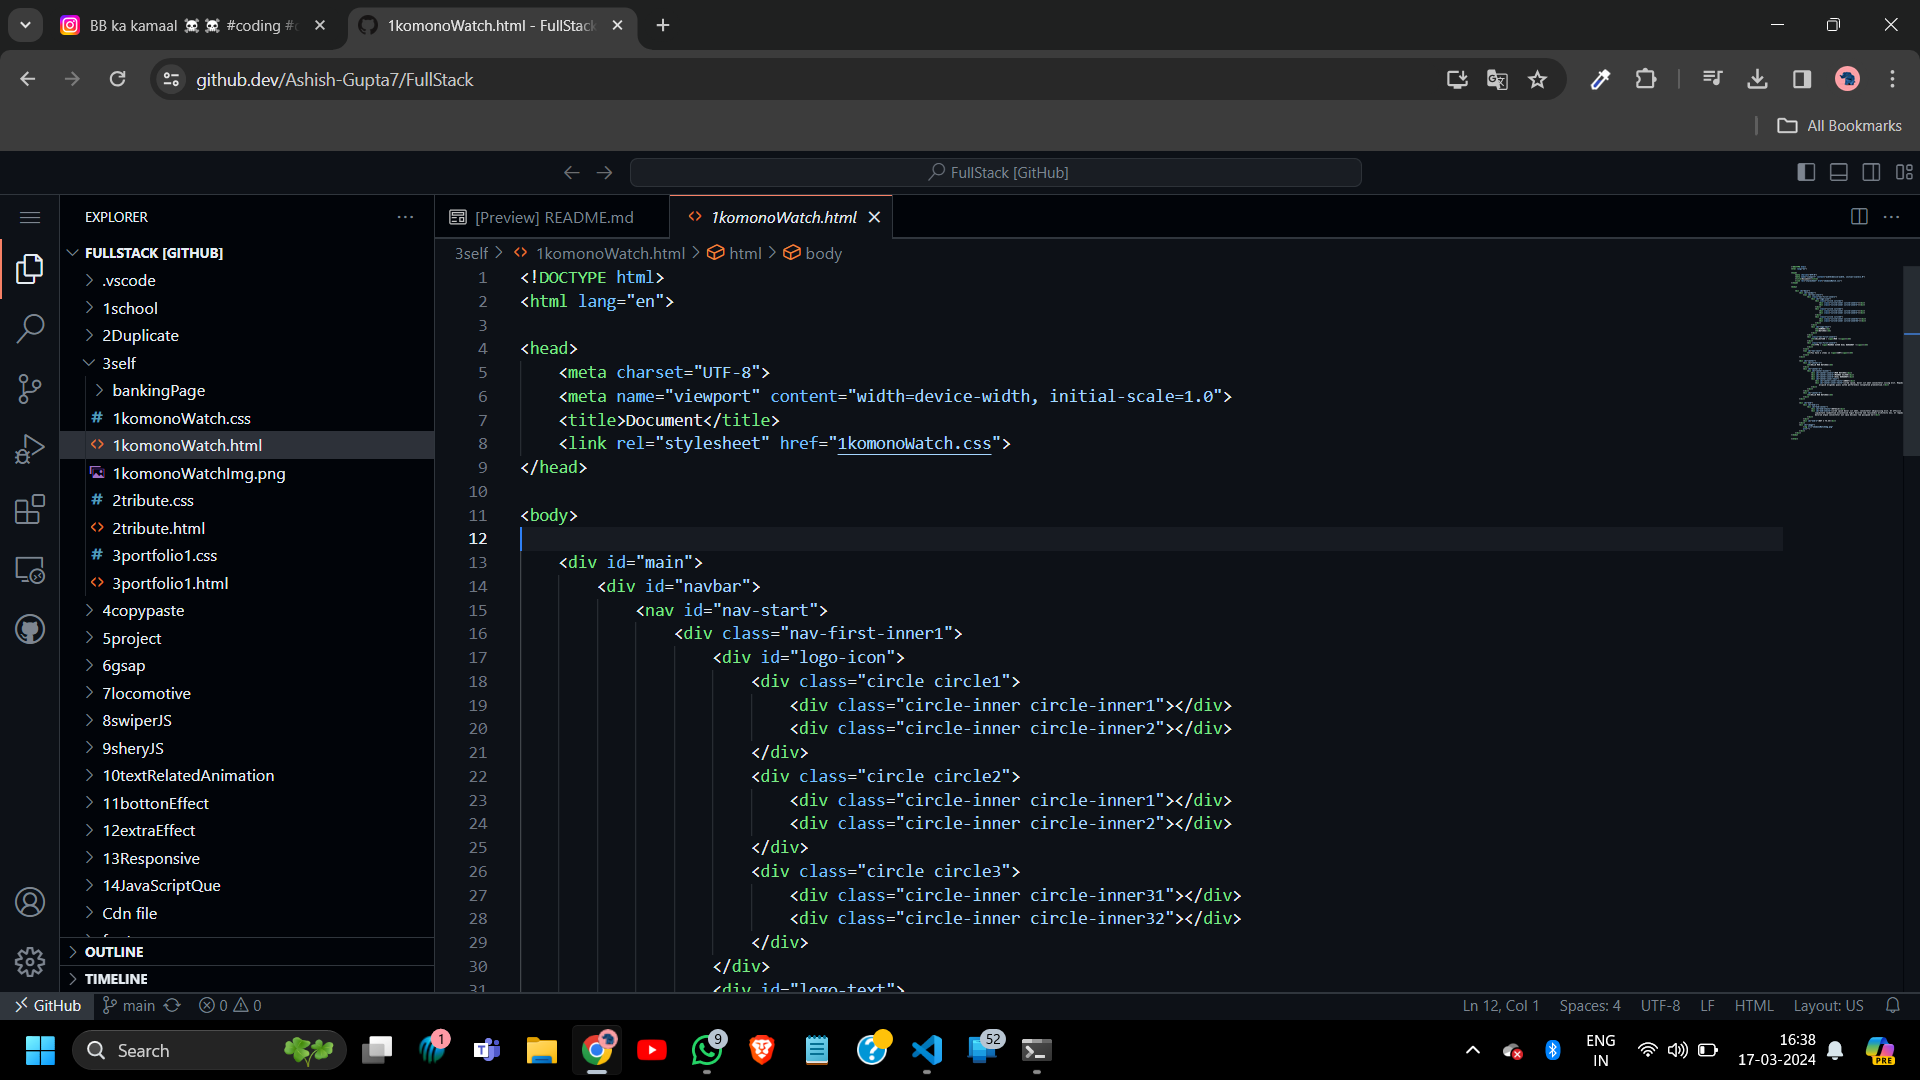 BB ka kamaal ☠️☠️ #coding #c
1komonoWatch.html - FullStack
github.dev/Ashish-Gupta7/FullStack
All Bookmarks
FullStack [GitHub]
EXPLORER
FULLSTACK [GITHUB]
.vscode
1school
2Duplicate
3self
bankingPage
1komonoWatch.css
1komonoWatch.html
1komonoWatchImg.png
2tribute.css
2tribute.html
3portfolio1.css
3portfolio1.html
4copypaste
5project
6gsap
7locomotive
8swiperJS
9sheryJS
10textRelatedAnimation
11bottonEffect
12extraEffect
13Responsive
14JavaScriptQue
Cdn file
OUTLINE
TIMELINE
[Preview] README.md
1komonoWatch.html
3self > 1komonoWatch.html > html > body
1 <!DOCTYPE html>
2 <html lang="en">
3
4 <head>
5 <meta charset="UTF-8">
6 <meta name="viewport" content="width=device-width, initial-scale=1.0">
7 <title>Document</title>
8 <link rel="stylesheet" href="1komonoWatch.css">
9 </head>
10
11 <body>
12
13 <div id="main">
14 <div id="navbar">
15 <nav id="nav-start">
16 <div class="nav-first-inner1">
17 <div id="logo-icon">
18 <div class="circle circle1">
19 <div class="circle-inner circle-inner1"></div>
20 <div class="circle-inner circle-inner2"></div>
21 </div>
22 <div class="circle circle2">
23 <div class="circle-inner circle-inner1"></div>
24 <div class="circle-inner circle-inner2"></div>
25 </div>
26 <div class="circle circle3">
27 <div class="circle-inner circle-inner31"></div>
28 <div class="circle-inner circle-inner32"></div>
29 </div>
30 </div>
31 <div id="logo-text">
GitHub
main
0
0
Ln 12, Col 1
Spaces: 4
UTF-8
LF
HTML
Layout: US
Search
1
9
52
ENG
IN
16:38
17-03-2024
PRE